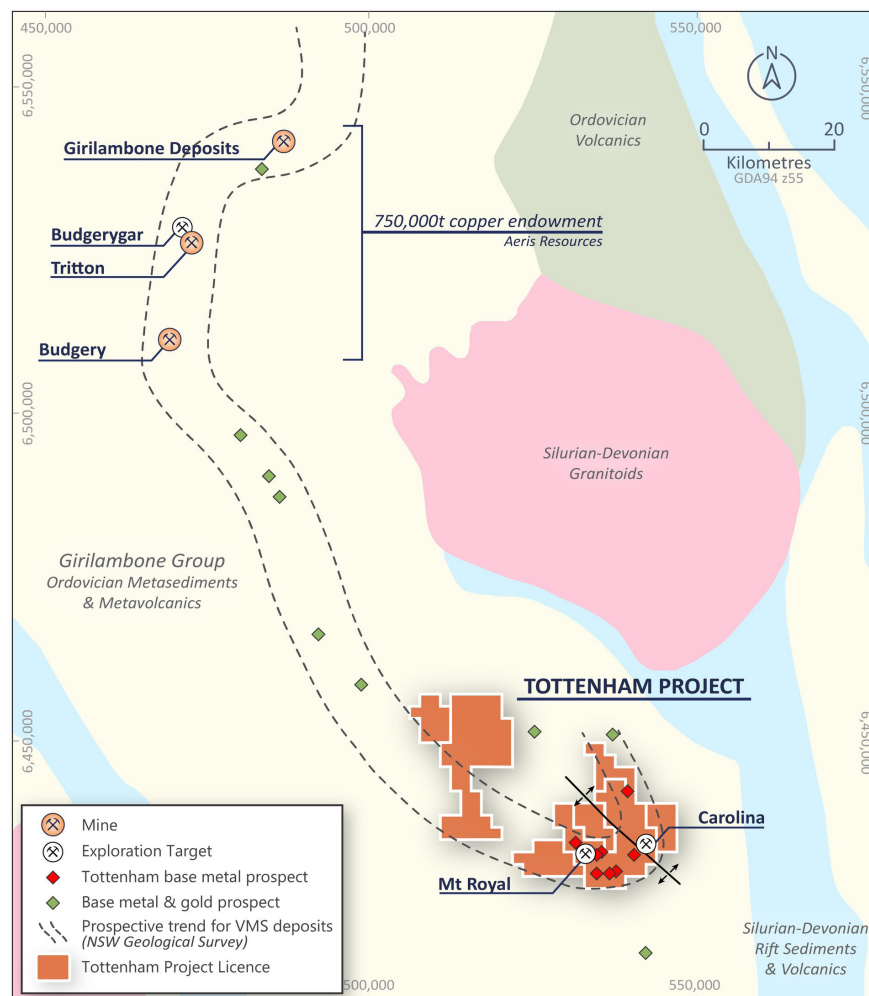 450,000
500,000
550,000
6,550,000
6,550,000
N
0
20
Kilometres
GDA94 z55
Ordovician
Volcanics
Girilambone Deposits
Budgerygar
Tritton
750,000t copper endowment
Aeris Resources
Budgery
6,500,000
6,500,000
Silurian-Devonian
Granitoids
Girilambone Group
Ordovician Metasediments
& Metavolcanics
TOTTENHAM PROJECT
6,450,000
6,450,000
Carolina
Mt Royal
Mine
Exploration Target
Tottenham base metal prospect
Base metal & gold prospect
Prospective trend for VMS deposits
(NSW Geological Survey)
Tottenham Project Licence
Silurian-Devonian
Rift Sediments
& Volcanics
500,000
550,000